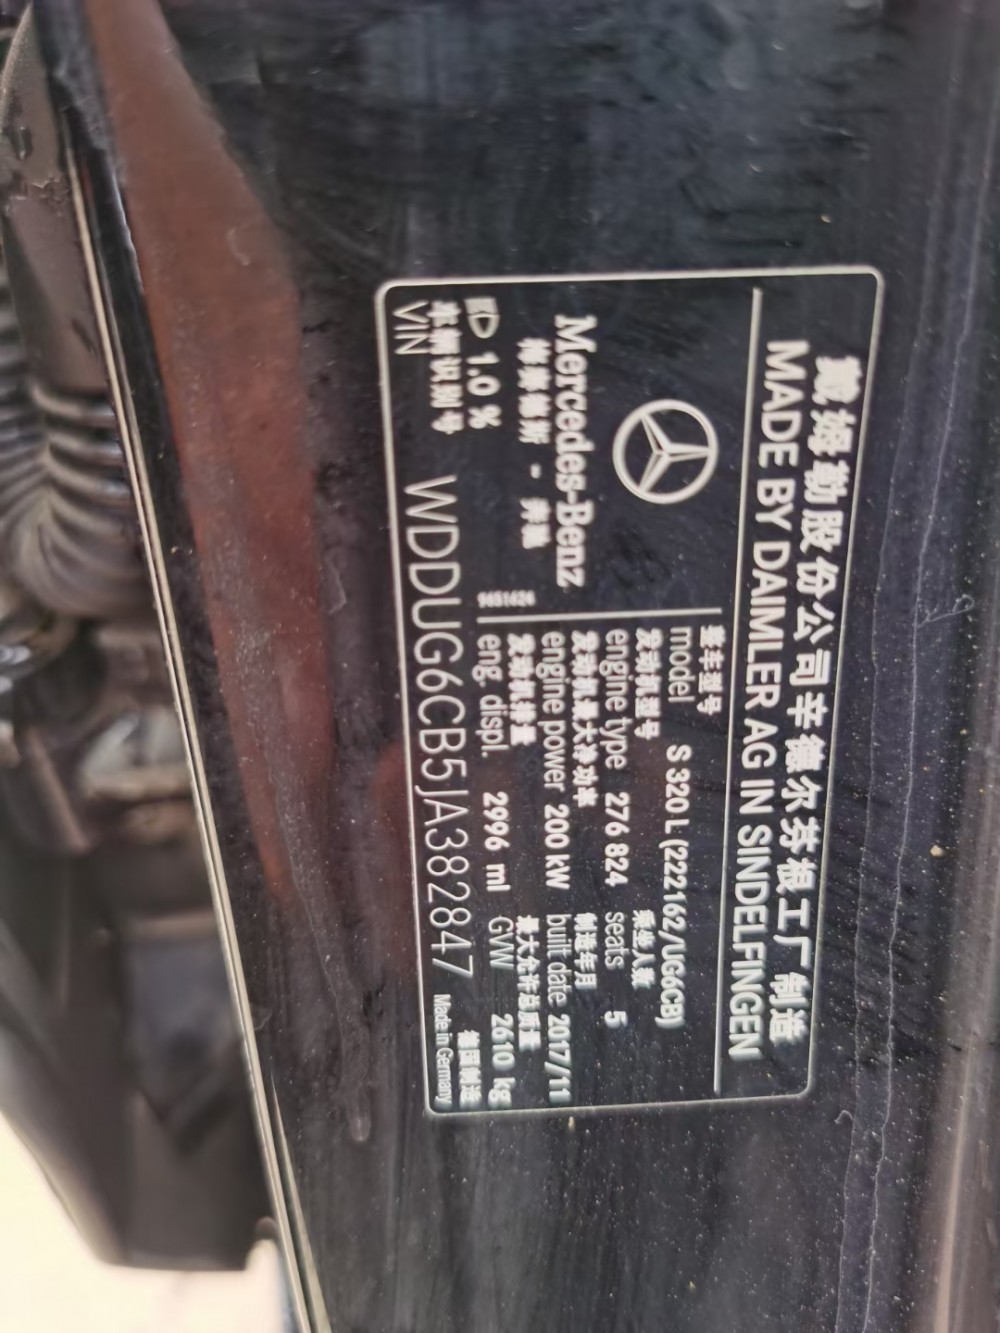 戴姆勒股份公司辛德尔芬根工厂制造
MADE BY DAIMLER AG IN SINDELFINGEN
Mercedes-Benz
梅赛德斯 - 奔驰
1.0 %
9651624
整车型号
model S 320 L (222162/UG6CB)
发动机型号 乘坐人数
engine type 276 824 seats 5
发动机最大净功率 制造年月
engine power 200 kW built date 2017/11
发动机排量 最大允许总质量
eng. displ. 2996 ml GVW 2610 kg
车辆识别号 德国制造
VIN WDDUG6CB5JA382847 Made in Germany